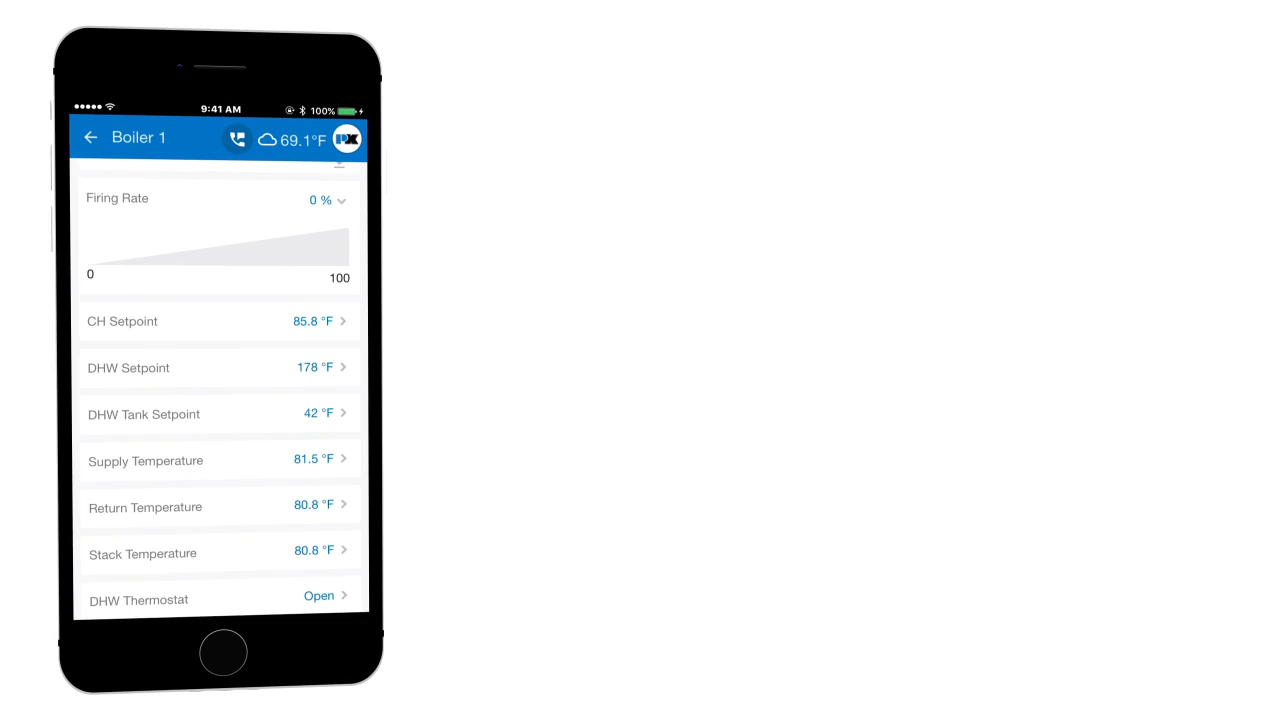 9:41 AM 100%
Boiler 1 69.1°F PK
Firing Rate 0 %
0 100
CH Setpoint 85.8 °F
DHW Setpoint 178 °F
DHW Tank Setpoint 42 °F
Supply Temperature 81.5 °F
Return Temperature 80.8 °F
Stack Temperature 80.8 °F
DHW Thermostat Open